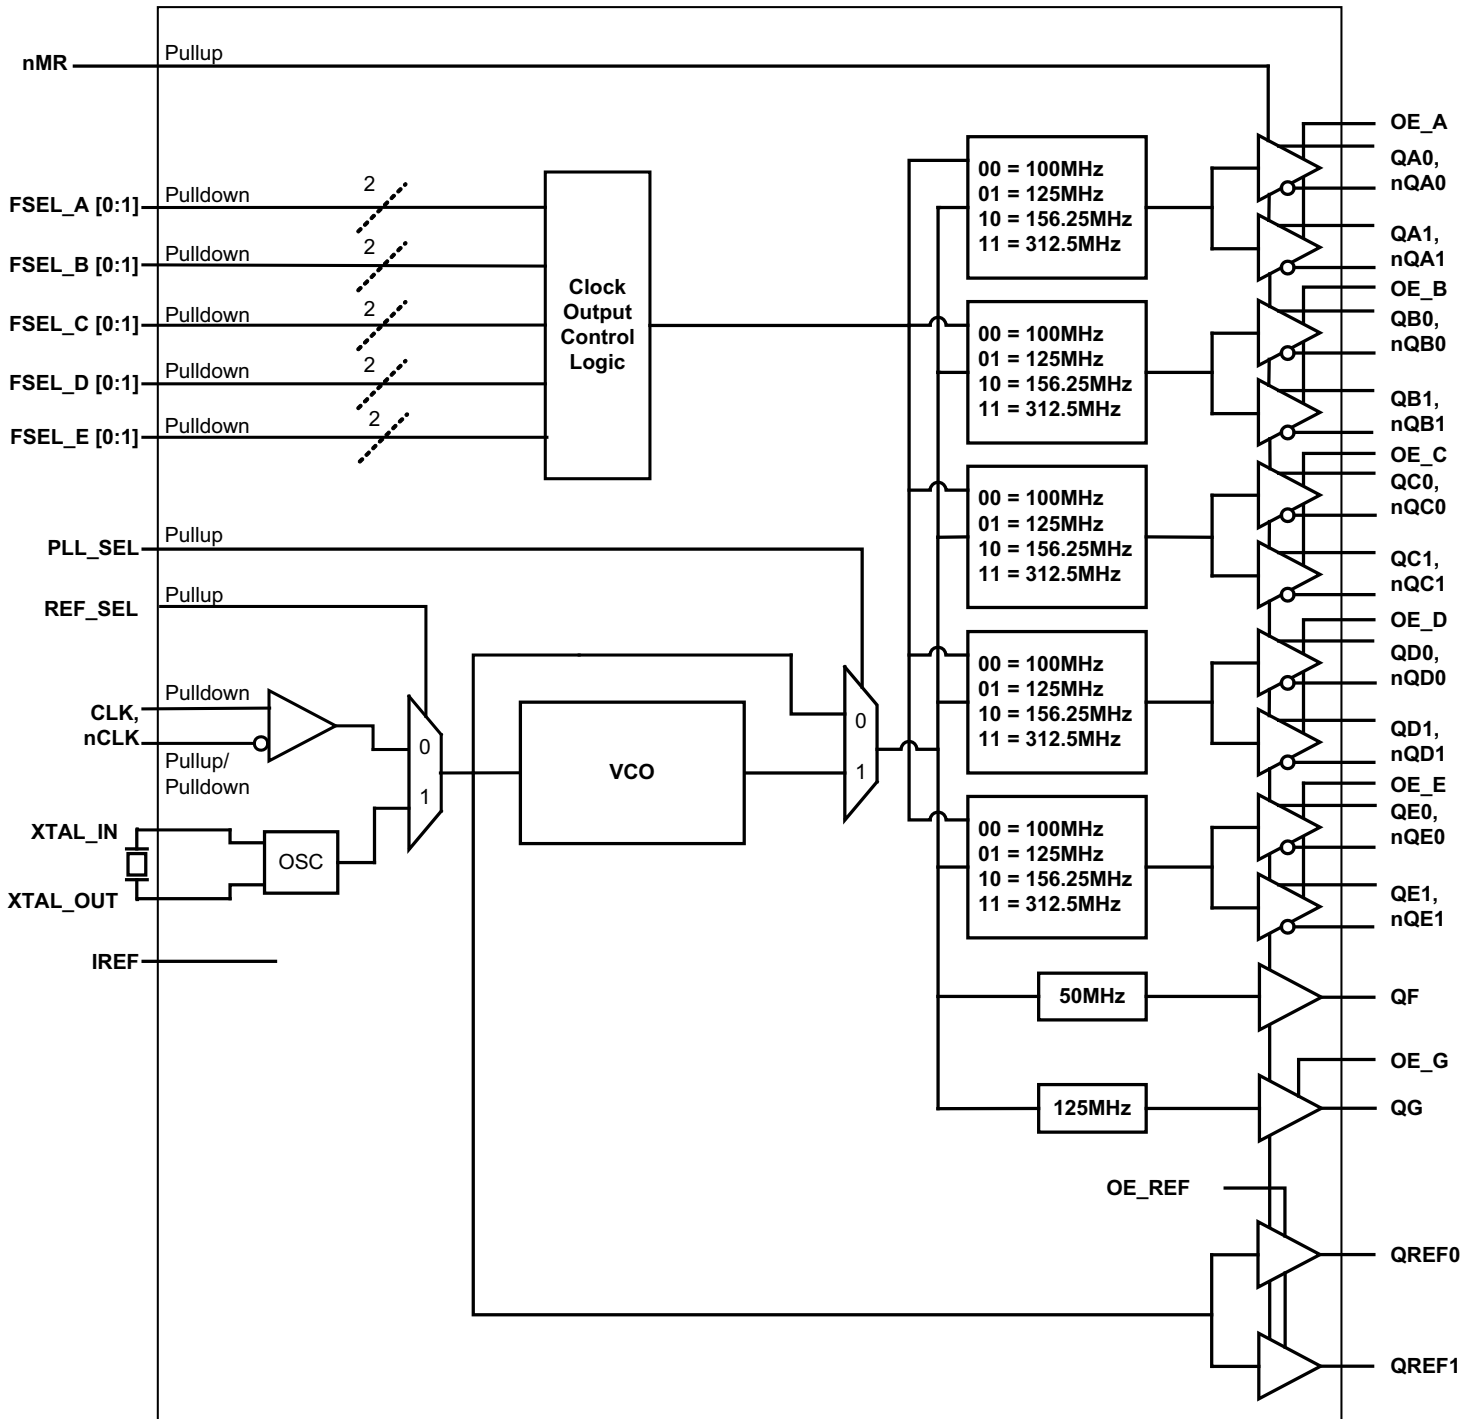 nMR
Pullup
FSEL_A [0:1]
Pulldown
2
FSEL_B [0:1]
Pulldown
2
FSEL_C [0:1]
Pulldown
2
FSEL_D [0:1]
Pulldown
2
FSEL_E [0:1]
Pulldown
2
Clock
Output
Control
Logic
PLL_SEL
Pullup
REF_SEL
Pullup
CLK,
nCLK
Pulldown
Pullup/
Pulldown
0
1
XTAL_IN
XTAL_OUT
OSC
IREF
VCO
0
1
00 = 100MHz
01 = 125MHz
10 = 156.25MHz
11 = 312.5MHz
00 = 100MHz
01 = 125MHz
10 = 156.25MHz
11 = 312.5MHz
00 = 100MHz
01 = 125MHz
10 = 156.25MHz
11 = 312.5MHz
00 = 100MHz
01 = 125MHz
10 = 156.25MHz
11 = 312.5MHz
00 = 100MHz
01 = 125MHz
10 = 156.25MHz
11 = 312.5MHz
50MHz
125MHz
OE_REF
OE_A
QA0,
nQA0
QA1,
nQA1
OE_B
QB0,
nQB0
QB1,
nQB1
OE_C
QC0,
nQC0
QC1,
nQC1
OE_D
QD0,
nQD0
QD1,
nQD1
OE_E
QE0,
nQE0
QE1,
nQE1
QF
OE_G
QG
QREF0
QREF1